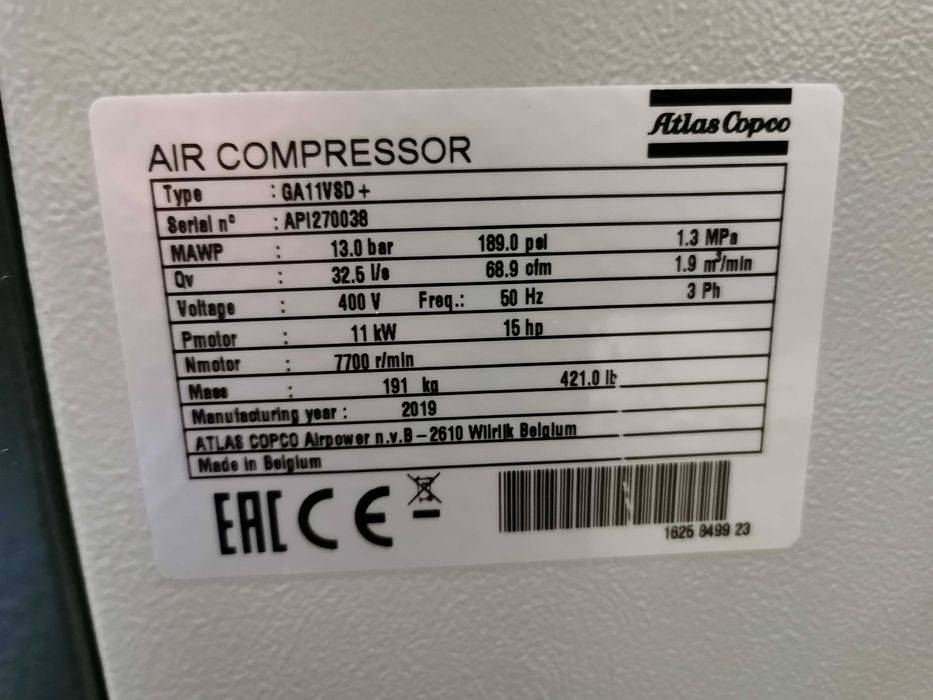 Atlas Copco
AIR COMPRESSOR
Type : GA11VSD+
Serial n° : API270038
MAWP : 13.0 bar 189.0 psi 1.3 MPa
Qv : 32.5 l/s 68.9 cfm 1.9 m³/min
Voltage : 400 V Freq.: 50 Hz 3 Ph
Pmotor : 11 kW 15 hp
Nmotor : 7700 r/min
Mass : 191 kg 421.0 lb
Manufacturing year : 2019
ATLAS COPCO Airpower n.v.B-2610 Wilrijk Belgium
Made in Belgium
EAC CE
1625 8499 23